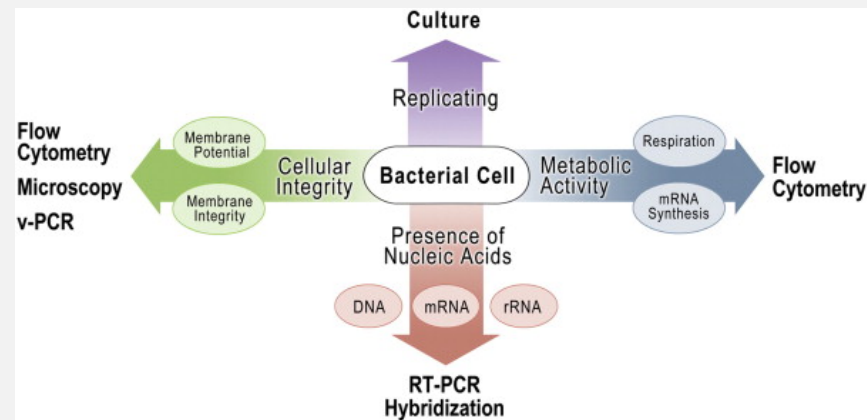 Culture
Replicating
Flow
Cytometry
Microscopy
v-PCR
Membrane
Potential
Membrane
Integrity
Cellular
Integrity
Bacterial Cell
Metabolic
Activity
Respiration
mRNA
Synthesis
Flow
Cytometry
Presence of
Nucleic Acids
DNA
mRNA
rRNA
RT-PCR
Hybridization